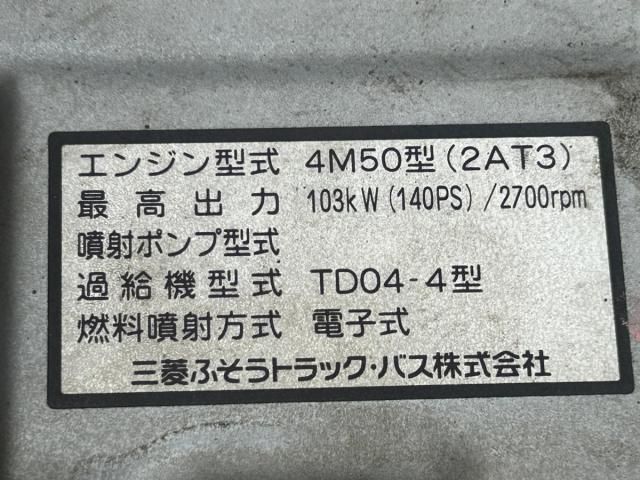 エンジン型式 4M50型(2AT3)
最高出力 103kW(140PS)/2700rpm
噴射ポンプ型式
過給機型式 TD04-4型
燃料噴射方式 電子式
三菱ふそうトラック・バス株式会社